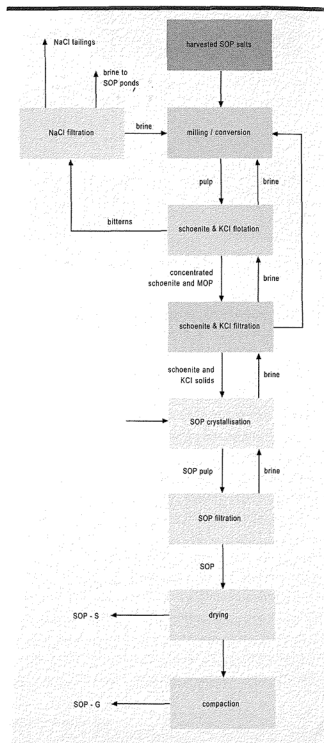 NaCl tailings
harvested SOP salts
brine to
SOP ponds
NaCl filtration
brine
milling / conversion
pulp
brine
bitterns
schoenite & KCl flotation
concentrated
schoenite and MOP
brine
schoenite & KCl filtration
schoenite and
KCl solids
brine
SOP crystallisation
SOP pulp
brine
SOP filtration
SOP
drying
SOP - S
compaction
SOP - G